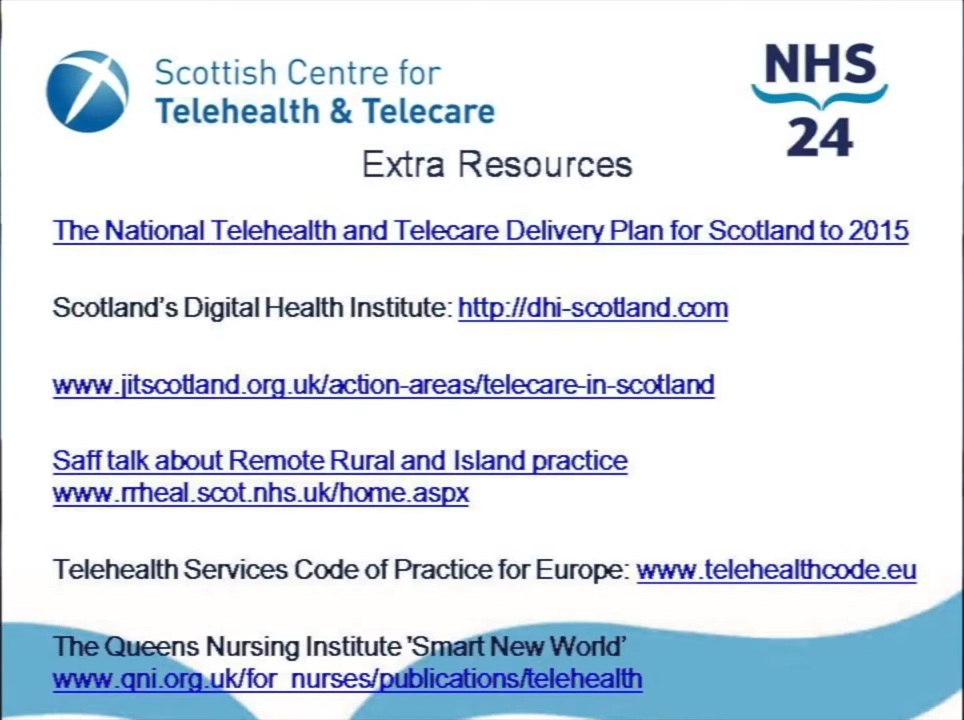 Scottish Centre for
Telehealth & Telecare
NHS
24
Extra Resources
The National Telehealth and Telecare Delivery Plan for Scotland to 2015
Scotland's Digital Health Institute: http://dhi-scotland.com
www.jitscotland.org.uk/action-areas/telecare-in-scotland
Saff talk about Remote Rural and Island practice
www.rrheal.scot.nhs.uk/home.aspx
Telehealth Services Code of Practice for Europe: www.telehealthcode.eu
The Queens Nursing Institute 'Smart New World'
www.qni.org.uk/for_nurses/publications/telehealth